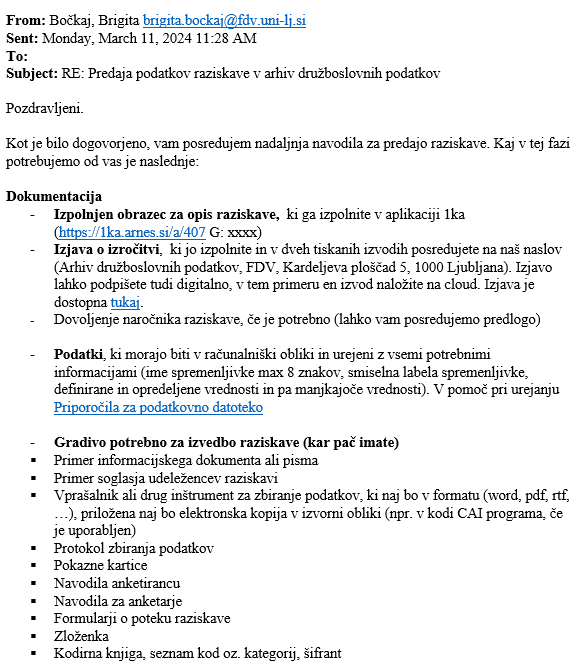 From: Bočkaj, Brigita brigita.bockaj@fdv.uni-lj.si
Sent: Monday, March 11, 2024 11:28 AM
To:
Subject: RE: Predaja podatkov raziskave v arhiv družboslovnih podatkov
Pozdravljeni.
Kot je bilo dogovorjeno, vam posredujem nadaljnja navodila za predajo raziskave. Kaj v tej fazi
potrebujemo od vas je naslednje:
Dokumentacija
- Izpolnjen obrazec za opis raziskave, ki ga izpolnite v aplikaciji 1ka
(https://1ka.arnes.si/a/407 G: xxxx)
- Izjava o izročitvi, ki jo izpolnite in v dveh tiskanih izvodih posredujete na naš naslov
(Arhiv družboslovnih podatkov, FDV, Kardeljeva ploščad 5, 1000 Ljubljana). Izjavo
lahko podpišete tudi digitalno, v tem primeru en izvod naložite na cloud. Izjava je
dostopna tukaj.
- Dovoljenje naročnika raziskave, če je potrebno (lahko vam posredujemo predlogo)
- Podatki, ki morajo biti v računalniški obliki in urejeni z vsemi potrebnimi
informacijami (ime spremenljivke max 8 znakov, smiselna labela spremenljivke,
definirane in opredeljene vrednosti in pa manjkajoče vrednosti). V pomoč pri urejanju
Priporočila za podatkovno datoteko
- Gradivo potrebno za izvedbo raziskave (kar pač imate)
▪ Primer informacijskega dokumenta ali pisma
▪ Primer soglasja udeležencev raziskavi
▪ Vprašalnik ali drug inštrument za zbiranje podatkov, ki naj bo v formatu (word, pdf, rtf,
…), priložena naj bo elektronska kopija v izvorni obliki (npr. v kodi CAI programa, če
je uporabljen)
▪ Protokol zbiranja podatkov
▪ Pokazne kartice
▪ Navodila anketirancu
▪ Navodila za anketarje
▪ Formularji o poteku raziskave
▪ Zloženka
▪ Kodirna knjiga, seznam kod oz. kategorij, šifrant